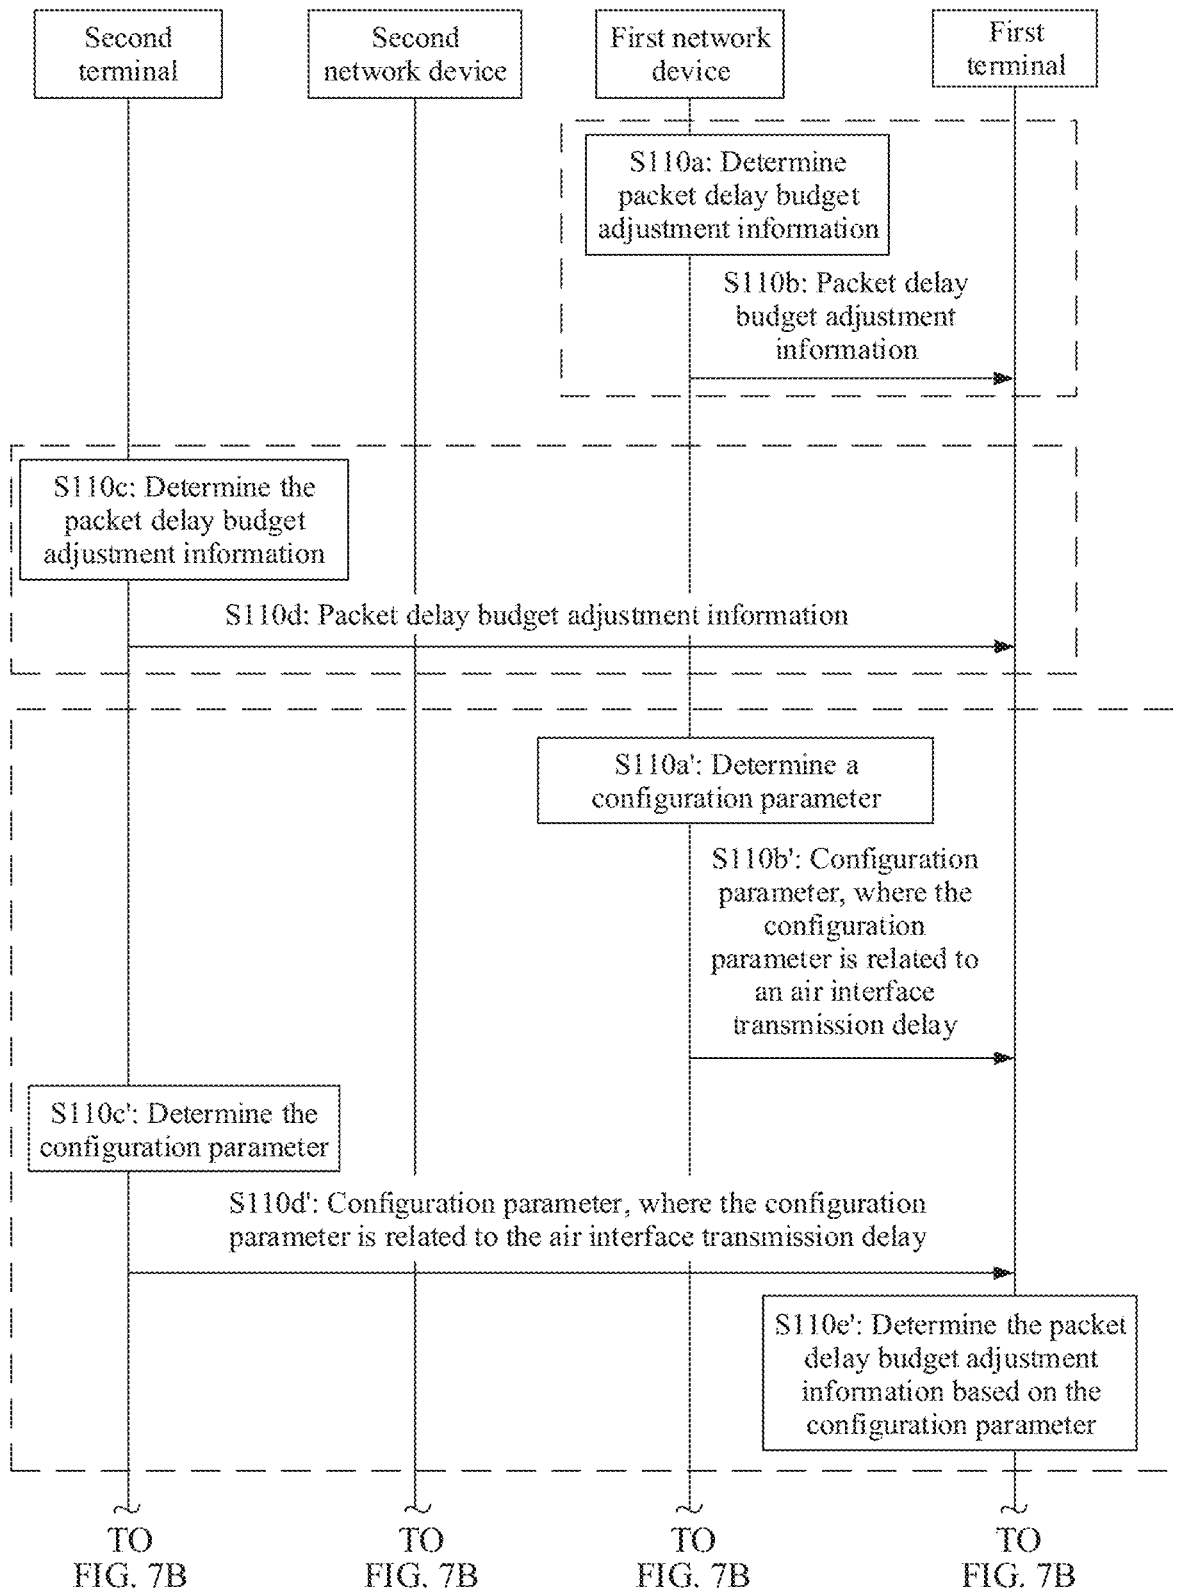 Second
terminal
Second
network device
First network
device
First
terminal
S110a: Determine
packet delay budget
adjustment information
S110b: Packet delay
budget adjustment
information
S110c: Determine the
packet delay budget
adjustment information
S110d: Packet delay budget adjustment information
S110a': Determine a
configuration parameter
S110b': Configuration
parameter, where the
configuration
parameter is related to
an air interface
transmission delay
S110c': Determine the
configuration parameter
S110d': Configuration parameter, where the configuration
parameter is related to the air interface transmission delay
S110e': Determine the packet
delay budget adjustment
information based on the
configuration parameter
TO
FIG. 7B
TO
FIG. 7B
TO
FIG. 7B
TO
FIG. 7B